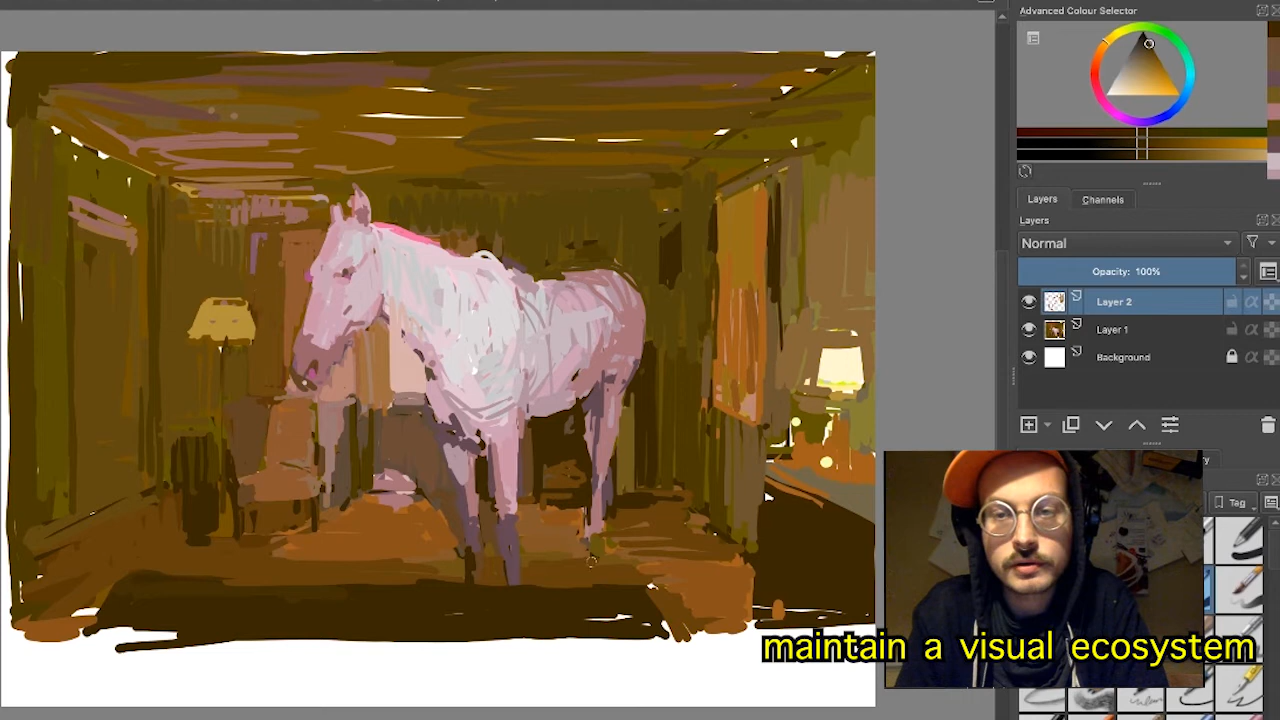 Advanced Colour Selector
Layers
Channels
Layers
Normal
Opacity: 100%
Layer 2
Layer 1
Background
Tag
maintain a visual ecosystem